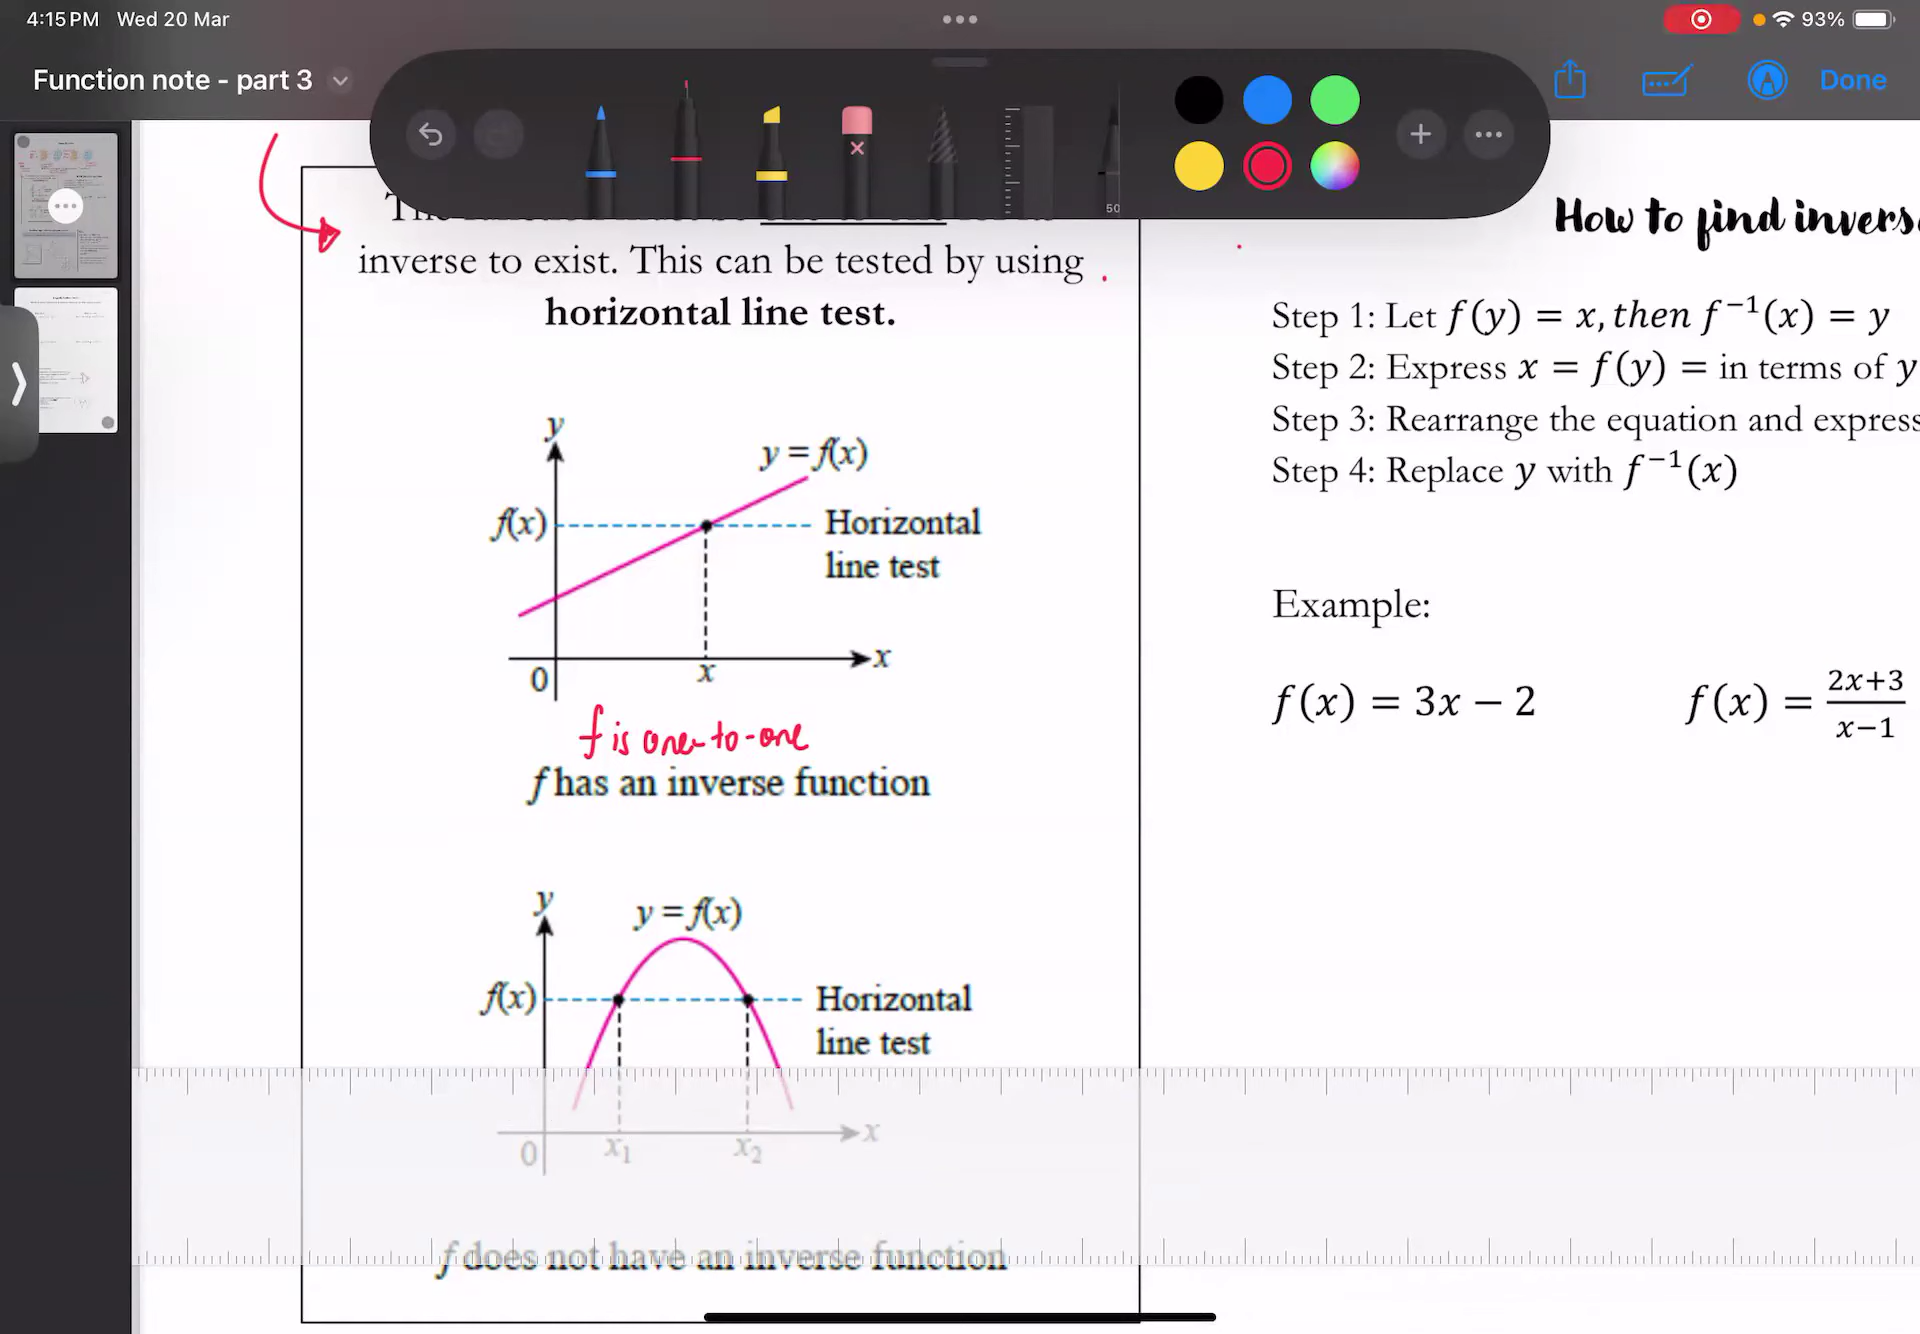 4:15 PM Wed 20 Mar
93%
Function note - part 3
Done
50
inverse to exist. This can be tested by using
horizontal line test.
y
y = f(x)
f(x)
Horizontal
line test
0
x
x
f is one-to-one
f has an inverse function
y
y = f(x)
f(x)
Horizontal
line test
0
x₁
x₂
x
f does not have an inverse function
How to find
Step 1: Let f(y) = x, then f⁻¹(x) = y
Step 2: Express x = f(y) = in terms of y
Step 3: Rearrange the equation and express
Step 4: Replace y with f⁻¹(x)
Example:
f(x) = 3x − 2
f(x) = 2x+3 / x−1